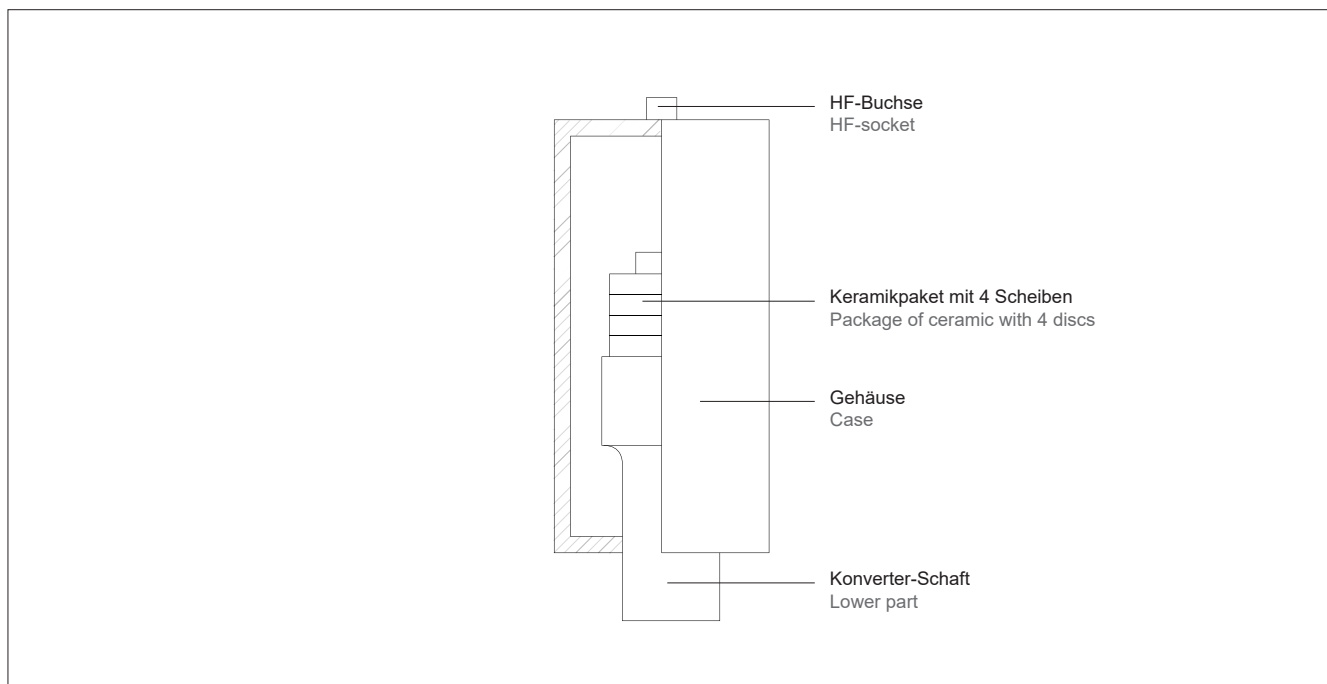 HF-Buchse
HF-socket
Keramikpaket mit 4 Scheiben
Package of ceramic with 4 discs
Gehäuse
Case
Konverter-Schaft
Lower part